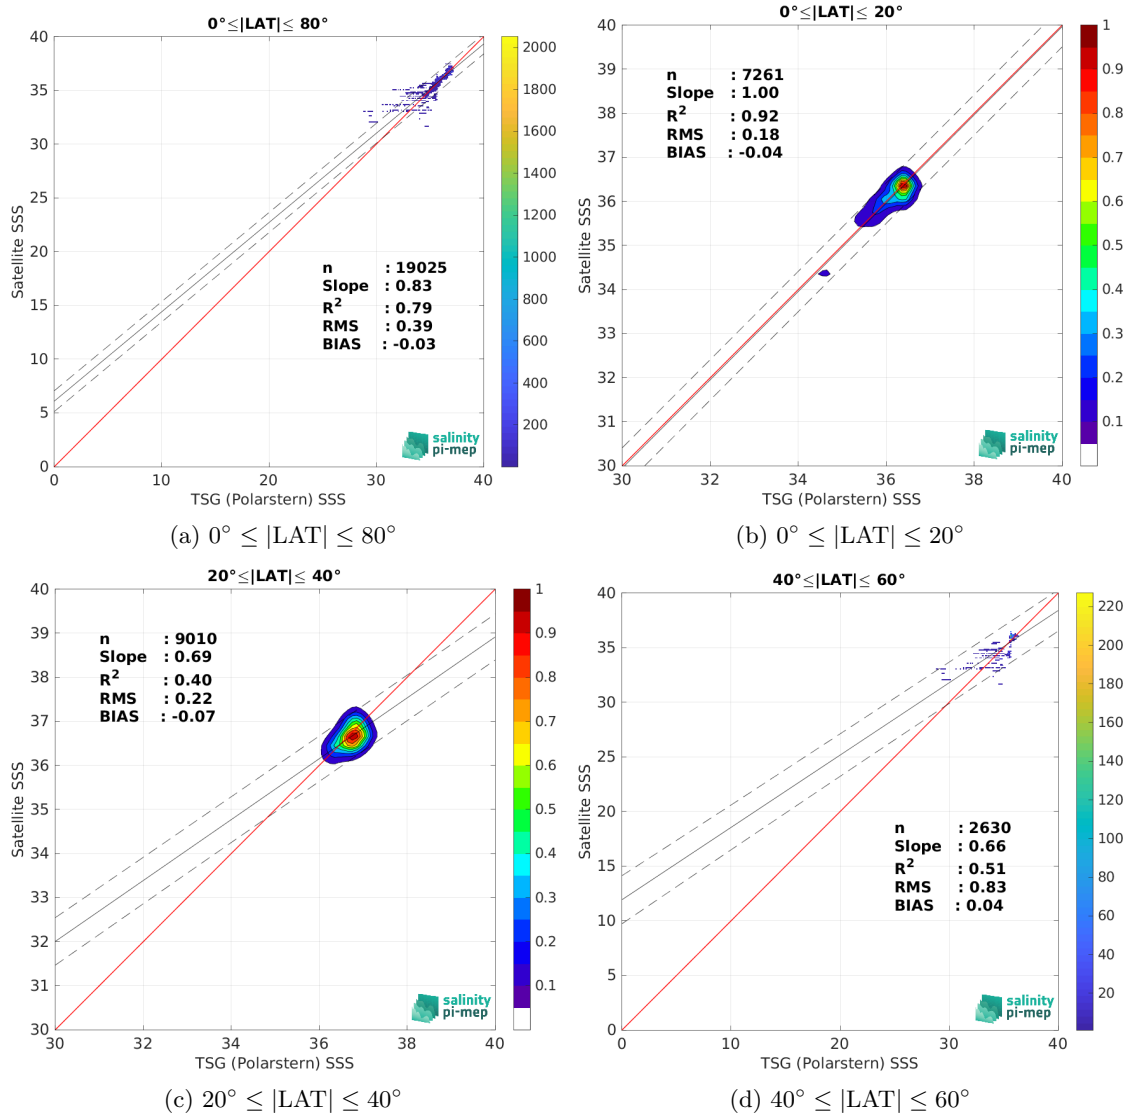 0°≤|LAT|≤ 80°
40
35
30
25
20
15
10
5
0
Satellite SSS
n : 19025
Slope : 0.83
R² : 0.79
RMS : 0.39
BIAS : -0.03
salinity
pi-mep
0 10 20 30 40
TSG (Polarstern) SSS
2000
1800
1600
1400
1200
1000
800
600
400
200
(a) 0° ≤ |LAT| ≤ 80°
0°≤|LAT|≤ 20°
40
39
38
37
36
35
34
33
32
31
30
Satellite SSS
n : 7261
Slope : 1.00
R² : 0.92
RMS : 0.18
BIAS : -0.04
salinity
pi-mep
30 32 34 36 38 40
TSG (Polarstern) SSS
1
0.9
0.8
0.7
0.6
0.5
0.4
0.3
0.2
0.1
(b) 0° ≤ |LAT| ≤ 20°
20°≤|LAT|≤ 40°
40
39
38
37
36
35
34
33
32
31
30
Satellite SSS
n : 9010
Slope : 0.69
R² : 0.40
RMS : 0.22
BIAS : -0.07
salinity
pi-mep
30 32 34 36 38 40
TSG (Polarstern) SSS
1
0.9
0.8
0.7
0.6
0.5
0.4
0.3
0.2
0.1
(c) 20° ≤ |LAT| ≤ 40°
40°≤|LAT|≤ 60°
40
35
30
25
20
15
10
5
0
Satellite SSS
n : 2630
Slope : 0.66
R² : 0.51
RMS : 0.83
BIAS : 0.04
salinity
pi-mep
0 10 20 30 40
TSG (Polarstern) SSS
220
200
180
160
140
120
100
80
60
40
20
(d) 40° ≤ |LAT| ≤ 60°